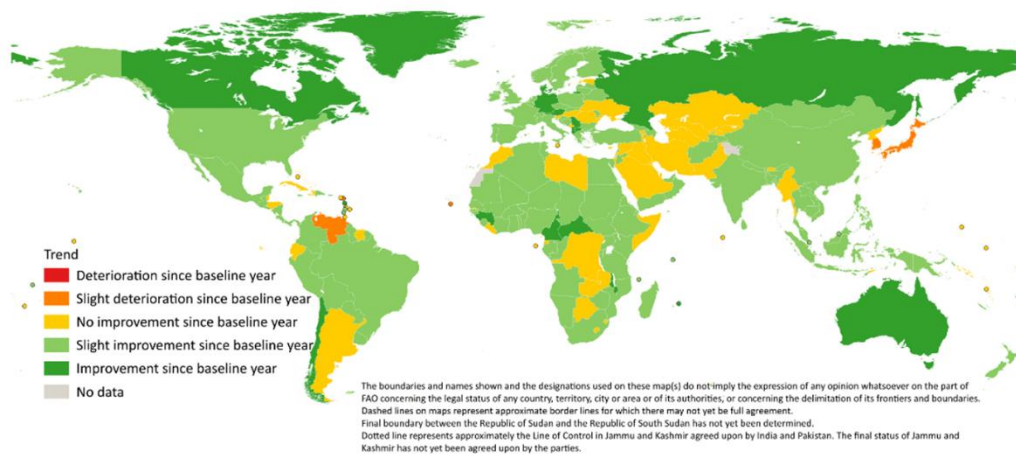 Trend
Deterioration since baseline year
Slight deterioration since baseline year
No improvement since baseline year
Slight improvement since baseline year
Improvement since baseline year
No data
The boundaries and names shown and the designations used on these map(s) do not imply the expression of any opinion whatsoever on the part of
FAO concerning the legal status of any country, territory, city or area or of its authorities, or concerning the delimitation of its frontiers and boundaries.
Dashed lines on maps represent approximate border lines for which there may not yet be full agreement.
Final boundary between the Republic of Sudan and the Republic of South Sudan has not yet been determined.
Dotted line represents approximately the Line of Control in Jammu and Kashmir agreed upon by India and Pakistan. The final status of Jammu and
Kashmir has not yet been agreed upon by the parties.